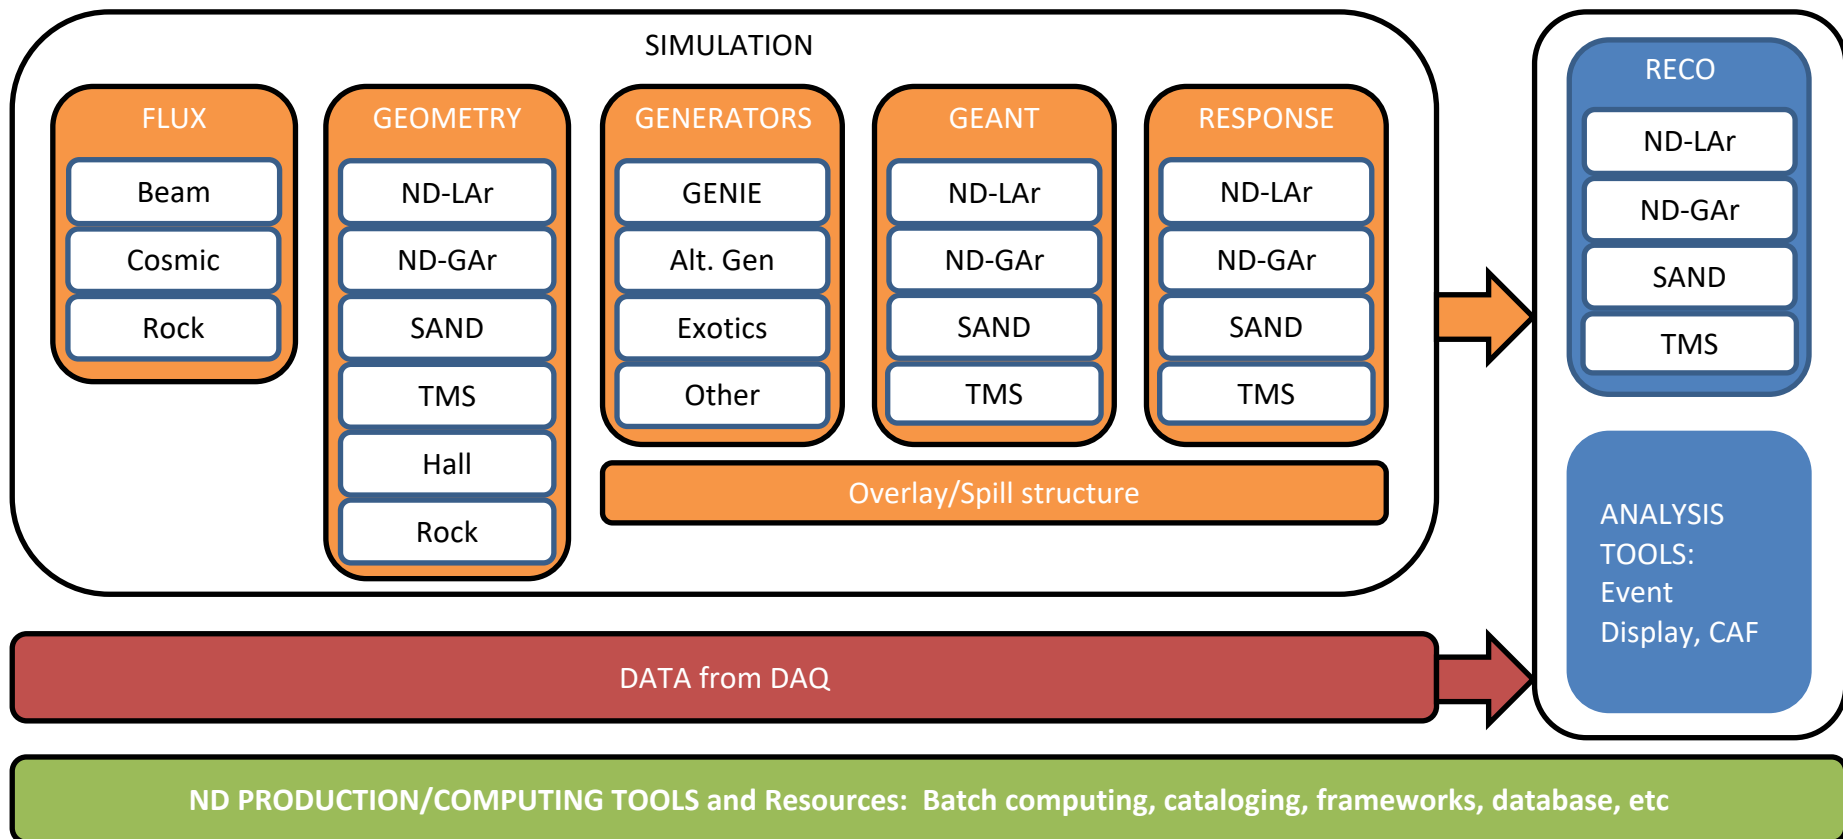 SIMULATION
FLUX
Beam
Cosmic
Rock
GEOMETRY
ND-LAr
ND-GAr
SAND
TMS
Hall
Rock
GENERATORS
GENIE
Alt. Gen
Exotics
Other
GEANT
ND-LAr
ND-GAr
SAND
TMS
RESPONSE
ND-LAr
ND-GAr
SAND
TMS
Overlay/Spill structure
RECO
ND-LAr
ND-GAr
SAND
TMS
ANALYSIS
TOOLS:
Event
Display, CAF
DATA from DAQ
ND PRODUCTION/COMPUTING TOOLS and Resources:  Batch computing, cataloging, frameworks, database, etc